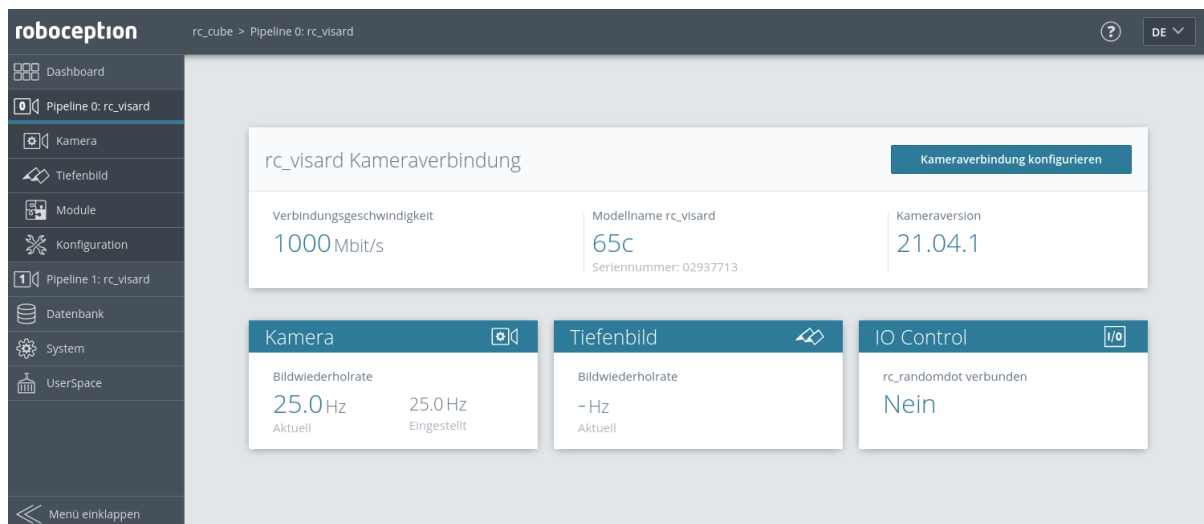 roboception
rc_cube > Pipeline 0: rc_visard
?
DE
Dashboard
0 Pipeline 0: rc_visard
Kamera
Tiefenbild
Module
Konfiguration
1 Pipeline 1: rc_visard
Datenbank
System
UserSpace
Menü einklappen
rc_visard Kameraverbindung
Kameraverbindung konfigurieren
Verbindungsgeschwindigkeit
1000 Mbit/s
Modellname rc_visard
65c
Seriennummer: 02937713
Kameraversion
21.04.1
Kamera
Bildwiederholrate
25.0 Hz 25.0 Hz
Aktuell Eingestellt
Tiefenbild
Bildwiederholrate
- Hz
Aktuell
IO Control I/0
rc_randomdot verbunden
Nein